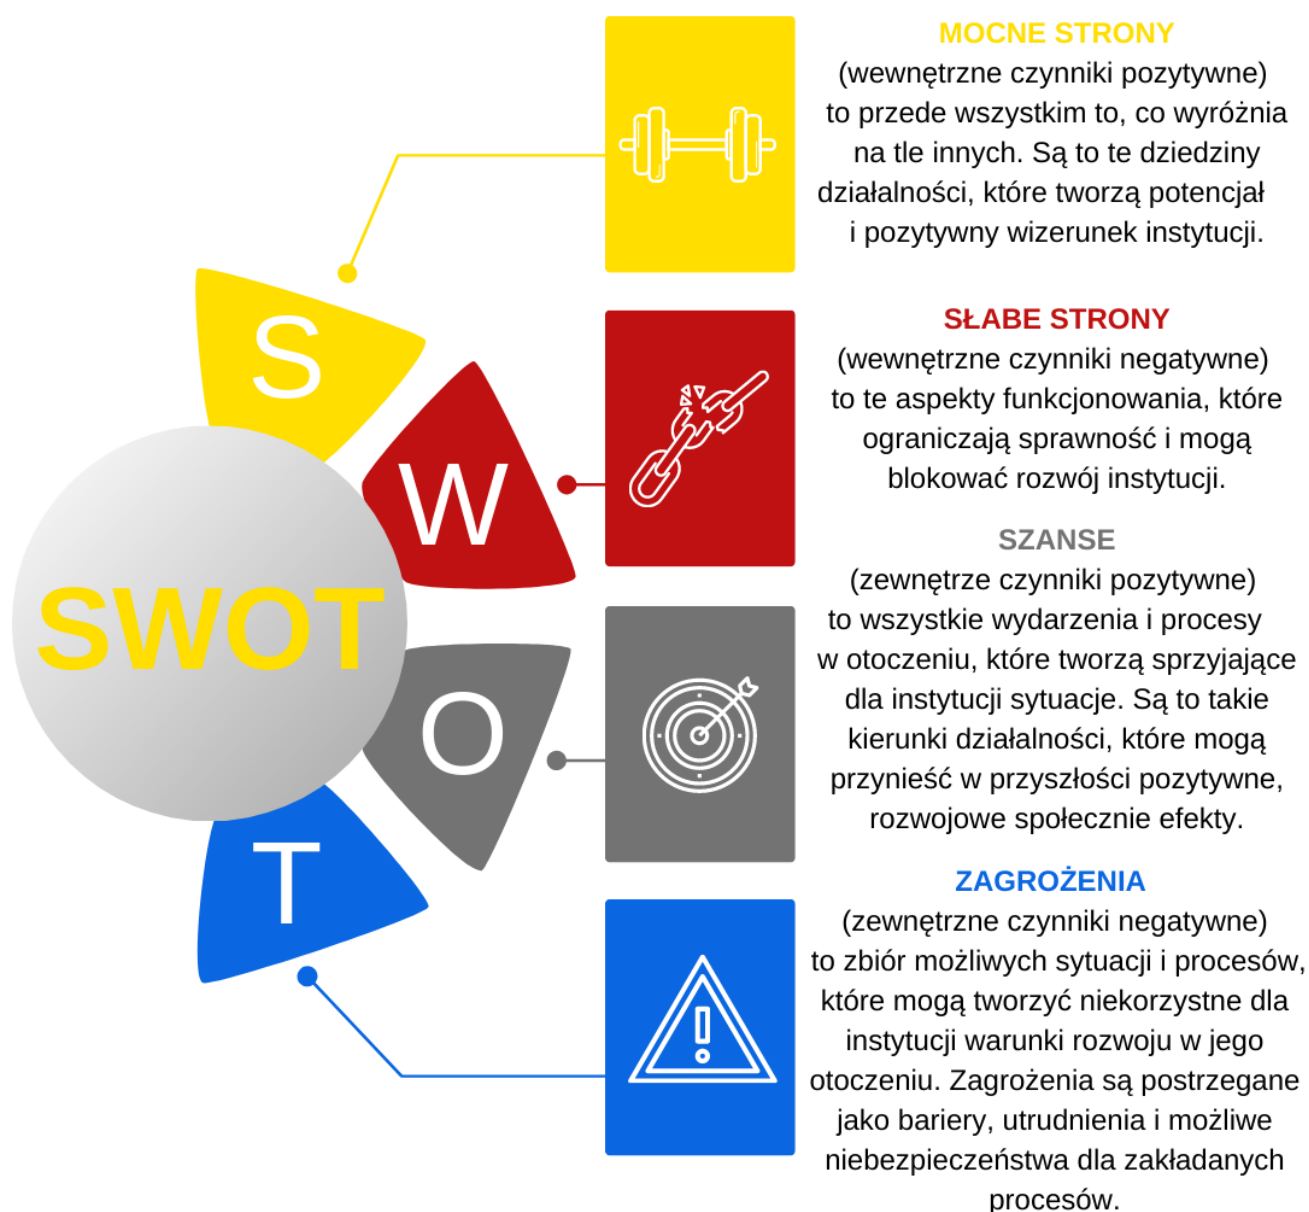 MOCNE STRONY
(wewnętrzne czynniki pozytywne)
to przede wszystkim to, co wyróżnia
na tle innych. Są to te dziedziny
działalności, które tworzą potencjał
i pozytywny wizerunek instytucji.
S
SŁABE STRONY
(wewnętrzne czynniki negatywne)
to te aspekty funkcjonowania, które
ograniczają sprawność i mogą
blokować rozwój instytucji.
W
SWOT
SZANSE
(zewnętrze czynniki pozytywne)
to wszystkie wydarzenia i procesy
w otoczeniu, które tworzą sprzyjające
dla instytucji sytuacje. Są to takie
kierunki działalności, które mogą
przynieść w przyszłości pozytywne,
rozwojowe społecznie efekty.
O
T
ZAGROŻENIA
(zewnętrzne czynniki negatywne)
to zbiór możliwych sytuacji i procesów,
które mogą tworzyć niekorzystne dla
instytucji warunki rozwoju w jego
otoczeniu. Zagrożenia są postrzegane
jako bariery, utrudnienia i możliwe
niebezpieczeństwa dla zakładanych
procesów.